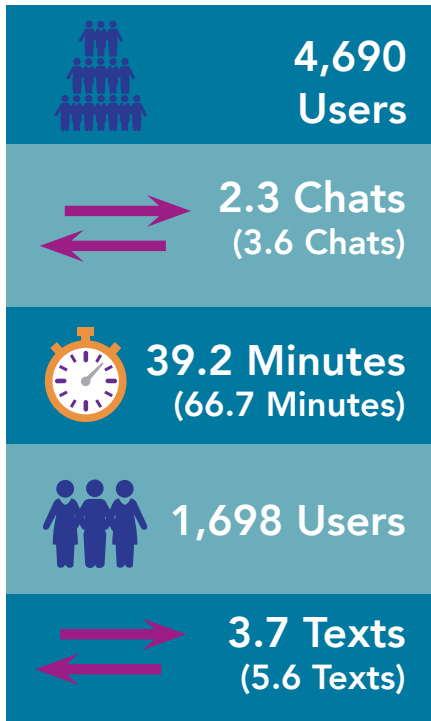 4,690
Users
2.3 Chats
(3.6 Chats)
39.2 Minutes
(66.7 Minutes)
1,698 Users
3.7 Texts
(5.6 Texts)